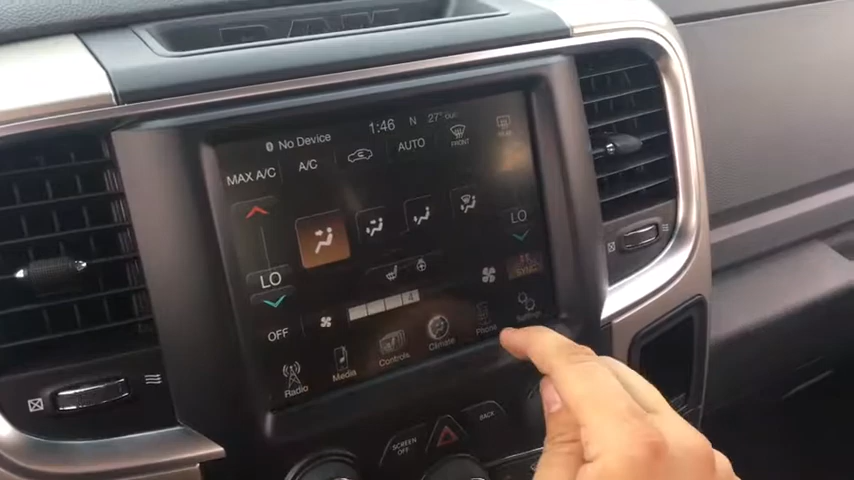 RAM
No Device 1:46 N 27° OUT
MAX A/C A/C AUTO FRONT REAR
LO LO
SYNC
OFF 4
Radio Media Controls Climate Phone Settings
SCREEN OFF BACK